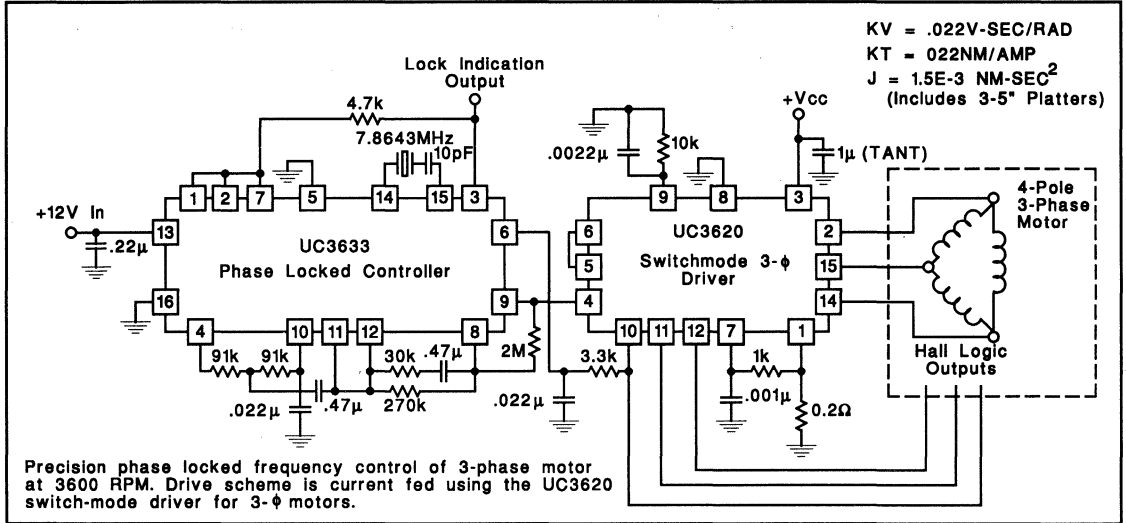 KV = .022V-SEC/RAD
KT = 022NM/AMP
J = 1.5E-3 NM-SEC²
(Includes 3-5" Platters)
Lock Indication
Output
4.7k
7.8643MHz
10pF
+Vcc
1μ (TANT)
.0022μ
10k
1
2
7
5
14
15
3
9
8
3
+12V In
.22μ
13
16
UC3633
Phase Locked Controller
6
9
6
5
4
UC3620
Switchmode 3-ϕ
Driver
2
15
14
4-Pole
3-Phase
Motor
4
10
11
12
8
10
11
12
7
1
91k
91k
30k
.47μ
2M
.47μ
270k
.022μ
3.3k
.022μ
1k
.001μ
0.2Ω
Hall Logic
Outputs
Precision phase locked frequency control of 3-phase motor
at 3600 RPM. Drive scheme is current fed using the UC3620
switch-mode driver for 3-ϕ motors.